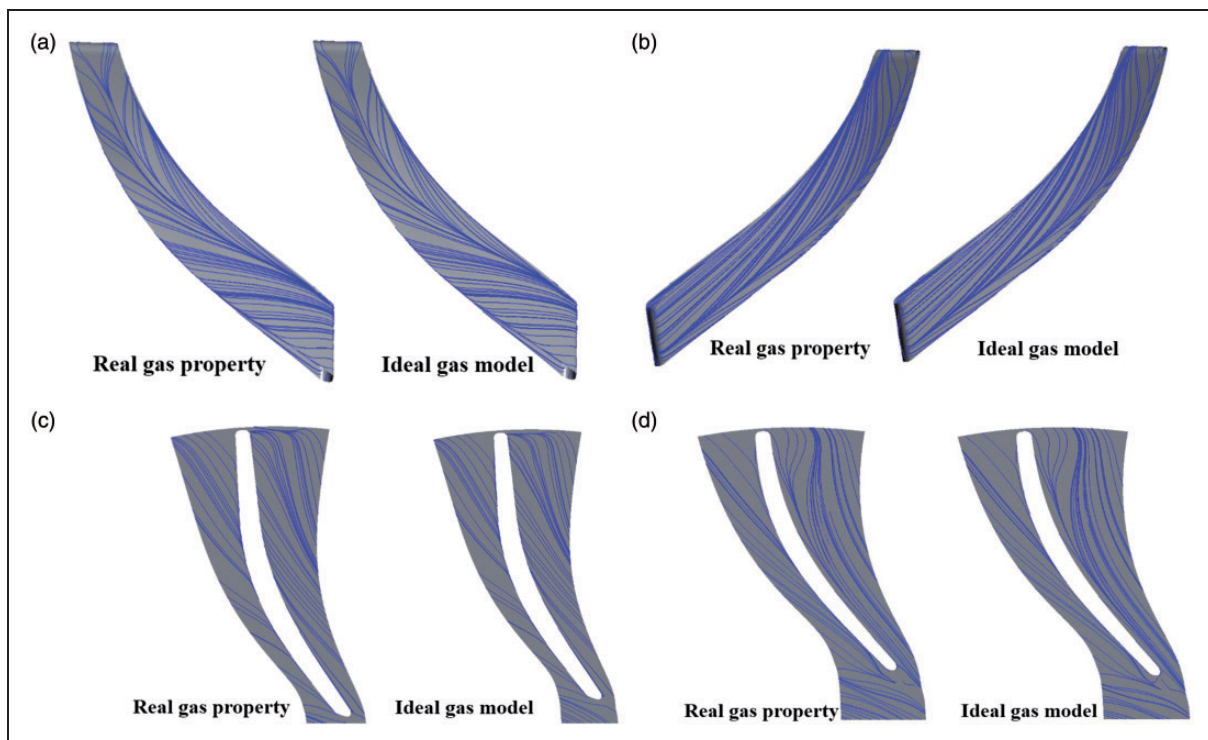 (a)
(b)
Real gas property
Ideal gas model
Real gas property
Ideal gas model
(c)
(d)
Real gas property
Ideal gas model
Real gas property
Ideal gas model